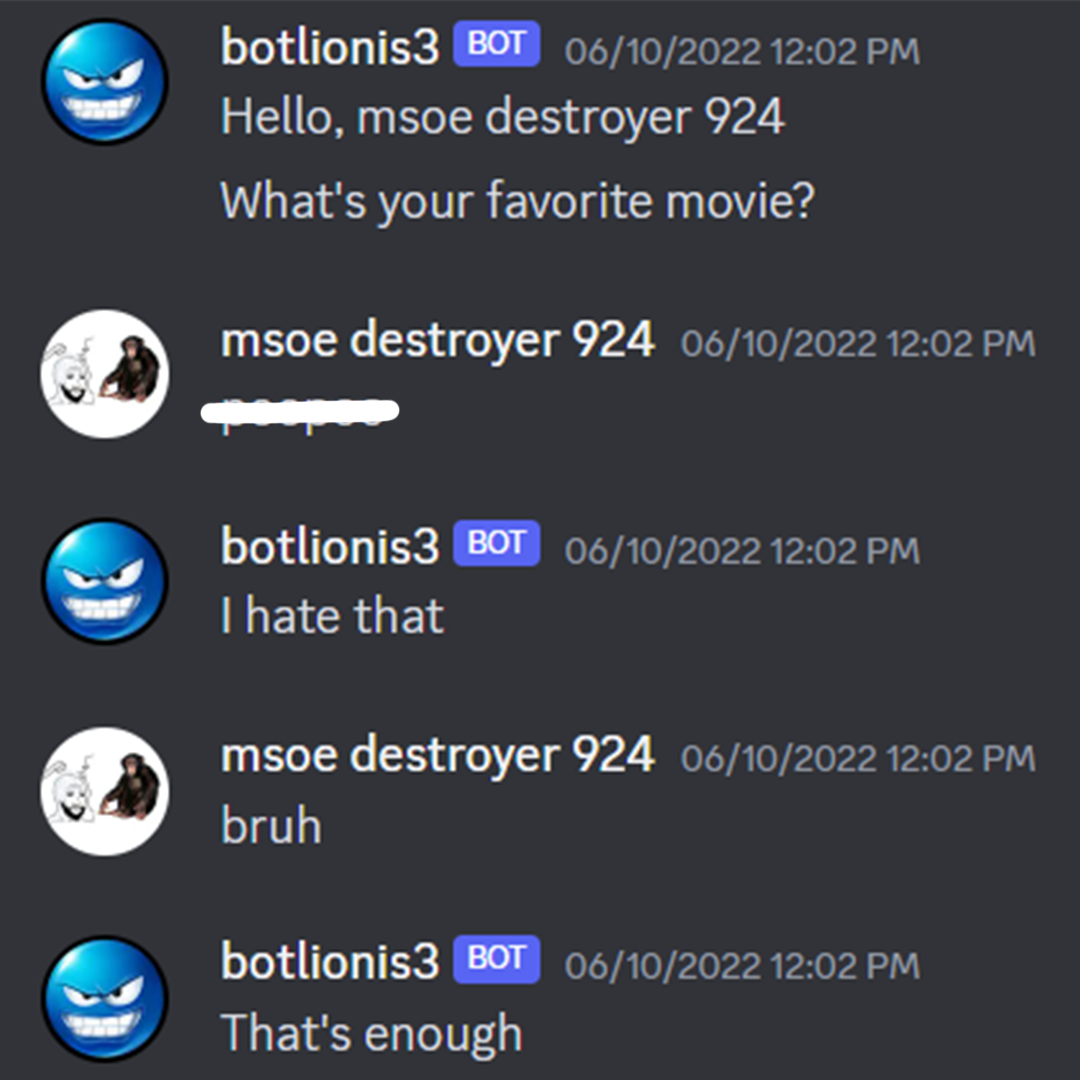 botlionis3 BOT 06/10/2022 12:02 PM
Hello, msoe destroyer 924
What's your favorite movie?
msoe destroyer 924 06/10/2022 12:02 PM
botlionis3 BOT 06/10/2022 12:02 PM
I hate that
msoe destroyer 924 06/10/2022 12:02 PM
bruh
botlionis3 BOT 06/10/2022 12:02 PM
That's enough